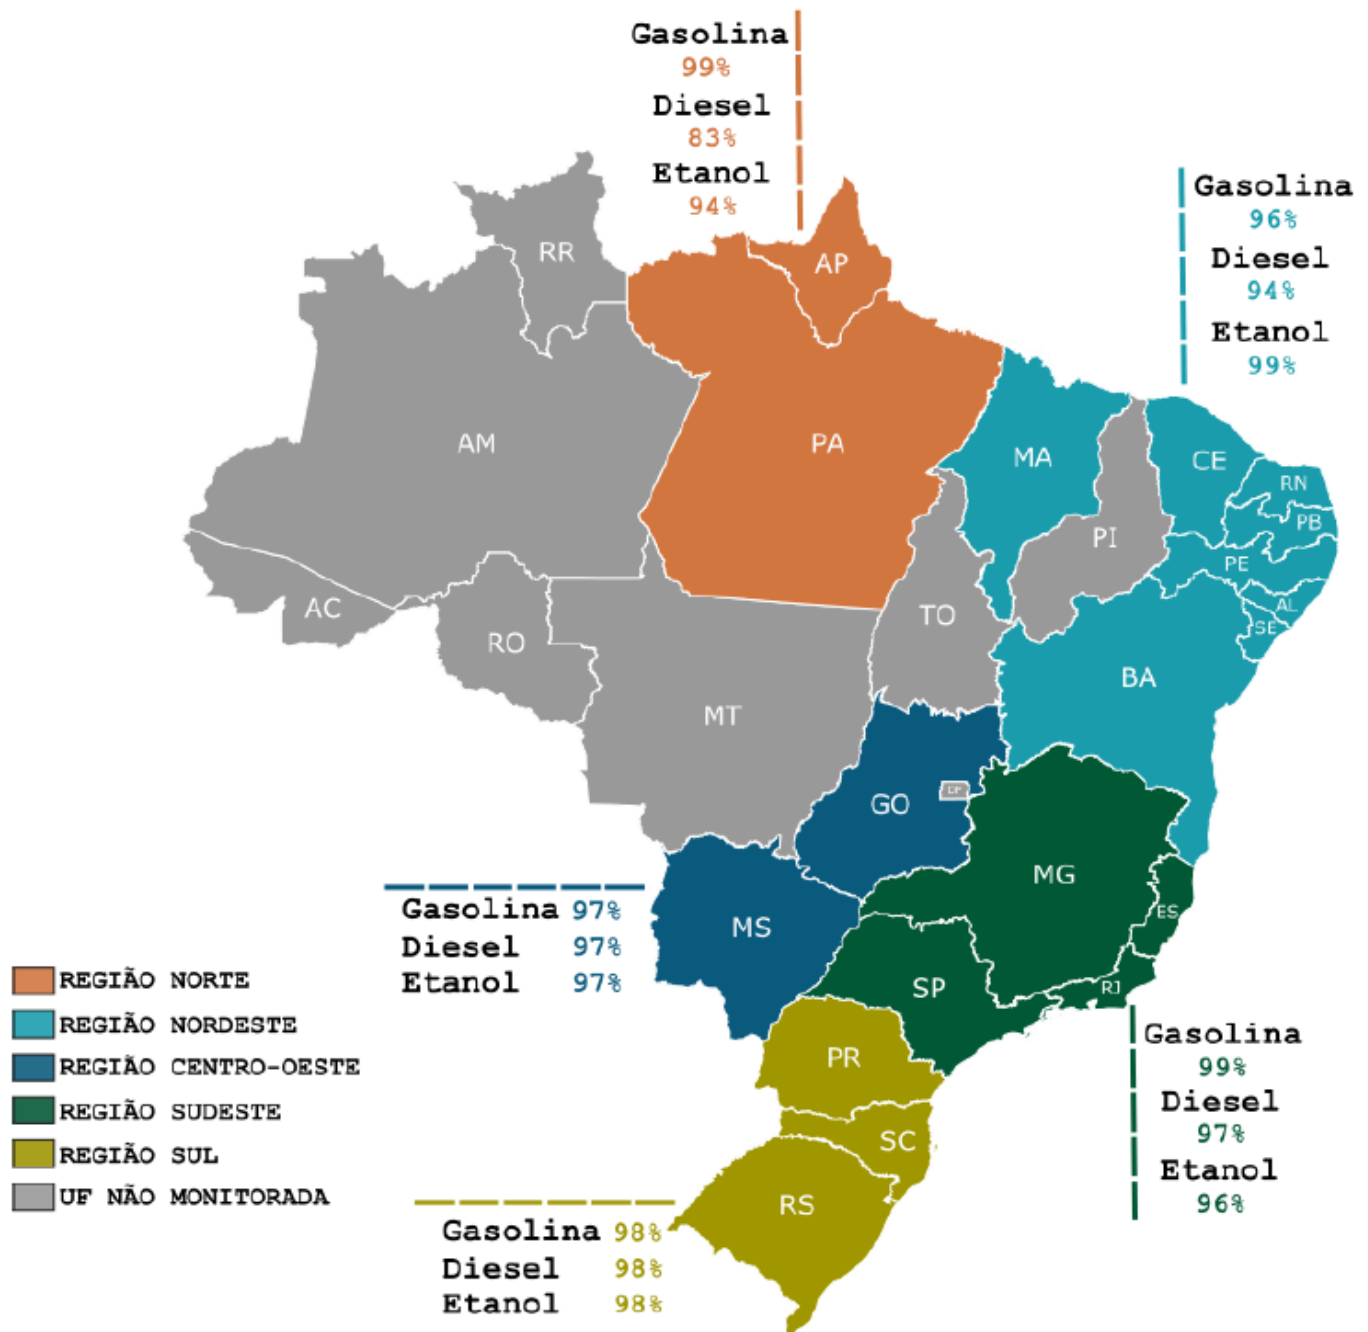 Gasolina
99%
Diesel
83%
Etanol
94%
Gasolina
96%
Diesel
94%
Etanol
99%
RR
AP
AM
PA
MA
CE
RN
PB
PI
PE
AL
SE
AC
RO
TO
BA
MT
GO
DF
MG
ES
MS
SP
RJ
Gasolina 97%
Diesel 97%
Etanol 97%
REGIÃO NORTE
REGIÃO NORDESTE
REGIÃO CENTRO-OESTE
REGIÃO SUDESTE
REGIÃO SUL
UF NÃO MONITORADA
PR
SC
RS
Gasolina
99%
Diesel
97%
Etanol
96%
Gasolina 98%
Diesel 98%
Etanol 98%